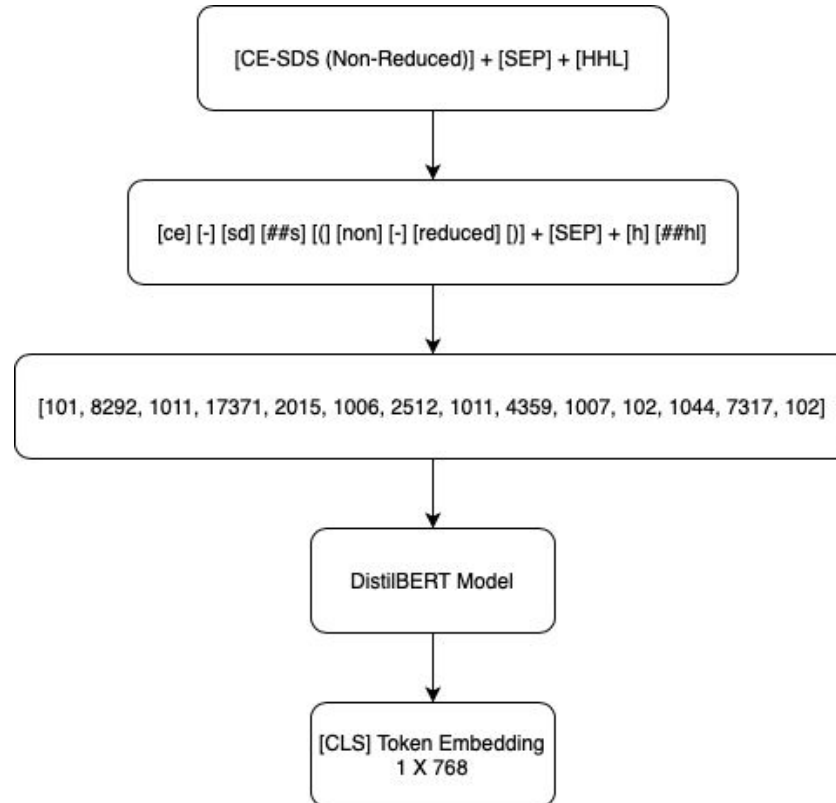 [CE-SDS (Non-Reduced)] + [SEP] + [HHL]
[ce] [-] [sd] [##s] [(] [non] [-] [reduced] [)] + [SEP] + [h] [##hl]
[101, 8292, 1011, 17371, 2015, 1006, 2512, 1011, 4359, 1007, 102, 1044, 7317, 102]
DistilBERT Model
[CLS] Token Embedding
1 X 768